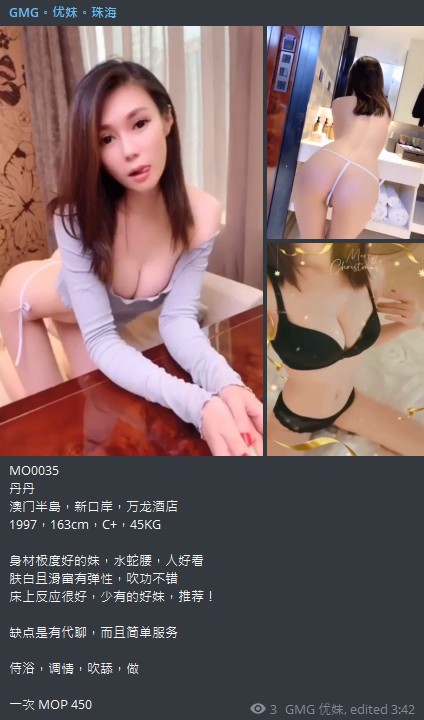 GMG。优妹。珠海
Merry
Christmas
MO0035
丹丹
澳门半島，新口岸，万龙酒店
1997，163cm，C+，45KG
身材极度好的妹，水蛇腰，人好看
肤白且滑富有弹性，吹功不错
床上反应很好，少有的好妹，推荐！
缺点是有代聊，而且简单服务
侍浴，调情，吹舔，做
一次 MOP 450
3 GMG 优妹, edited 3:42